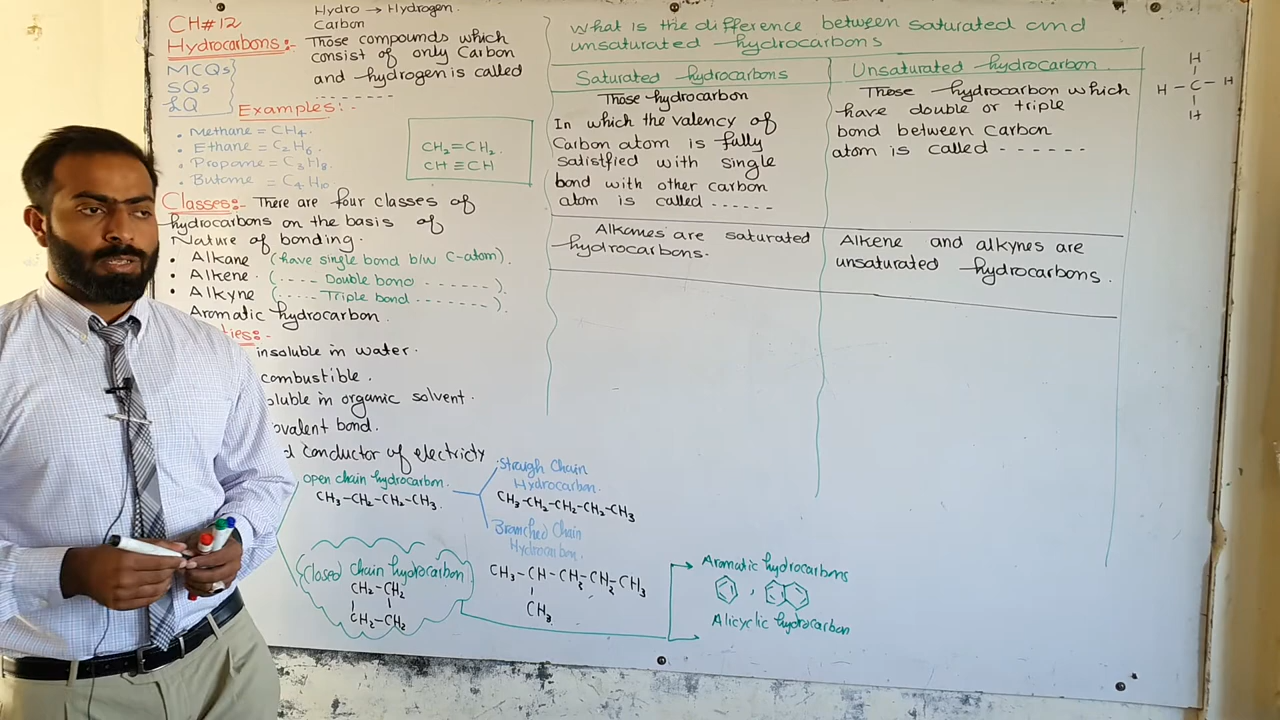 CH#12
Hydrocarbons:-
MCQs
SQs
LQ
Hydro → Hydrogen.
Carbon
Those compounds which
consist of only Carbon
and hydrogen is called
- - - - - - - -
Examples:-
• Methane = CH₄.
• Ethane = C₂H₆.
• Propane = C₃H₈.
• Butane = C₄H₁₀
CH₂=CH₂.
CH≡CH
Classes:- There are four classes of
hydrocarbons on the basis of
Nature of bonding.
• Alkane (have single bond b/w C-atom).
• Alkene (- - - - Double bond - - - - - -).
• Alkyne (- - - - Triple bond - - - - - - -).
Aromatic hydrocarbon.
ties:-
insoluble in water.
combustible.
oluble in organic solvent.
ovalent bond.
d conductor of electricty
open chain hydrocarbon.
CH₃-CH₂-CH₂-CH₃.
Straigh Chain
Hydrocarbon.
CH₃-CH₂-CH₂-CH₂-CH₃
Branched Chain
Hydrocarbon.
CH₃-CH-CH₂-CH₂-CH₃
CH₃
Closed chain hydrocarbon
CH₂-CH₂
CH₂-CH₂
Aromatic hydrocarbons
,
Alicyclic hydrocarbon
What is the difference between saturated and
unsaturated hydrocarbons
Saturated hydrocarbons
Those hydrocarbon
In which the valency of
Carbon atom is fully
satistfied with single
bond with other carbon
atom is called - - - - - -
Alkanes are saturated
hydrocarbons.
Unsaturated hydrocarbon.
Those hydrocarbon which
have double or triple
bond between carbon
atom is called - - - - - -
Alkene and alkynes are
unsaturated hydrocarbons.
H
H-C-H
H